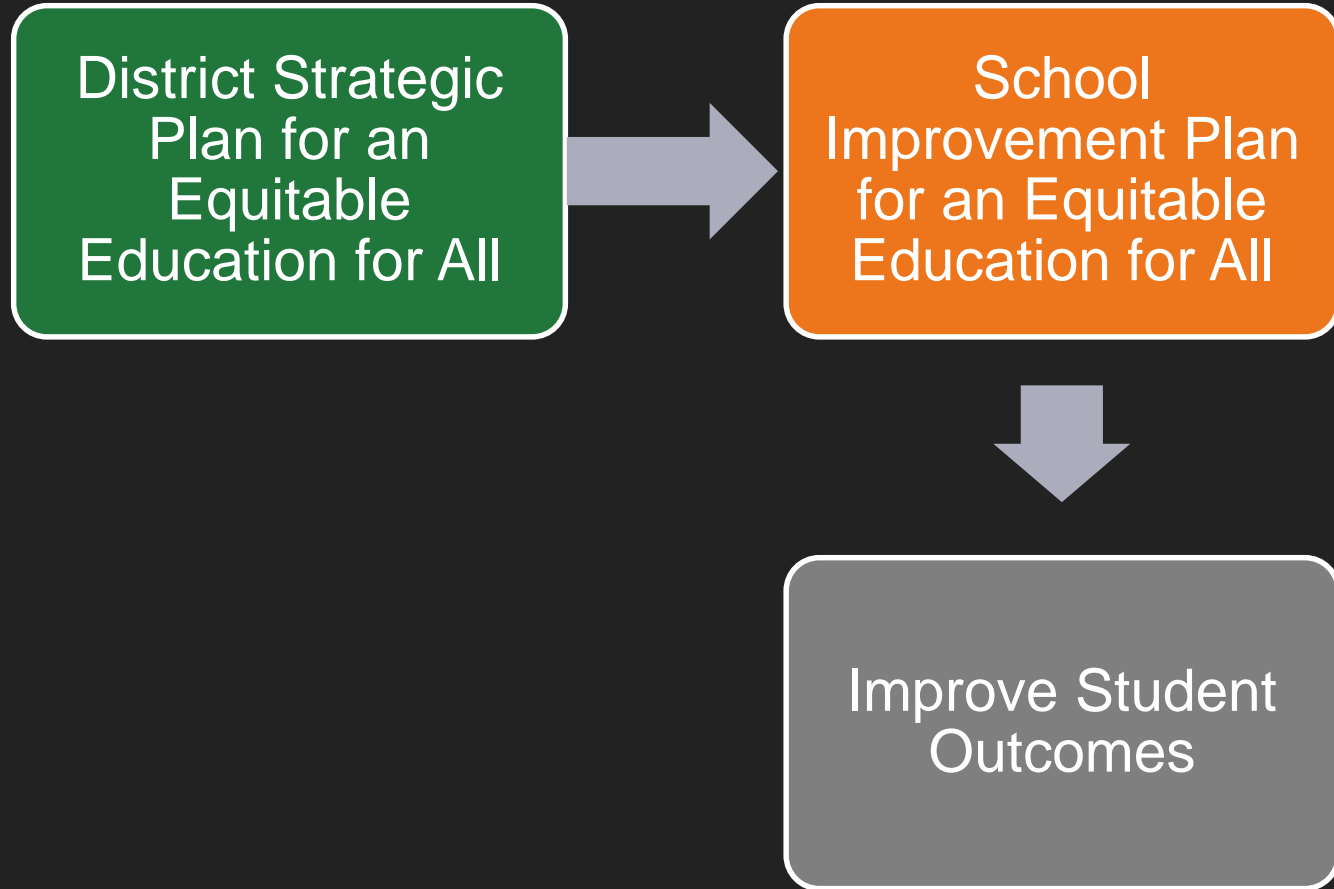 District Strategic
Plan for an
Equitable
Education for All
School
Improvement Plan
for an Equitable
Education for All
Improve Student
Outcomes